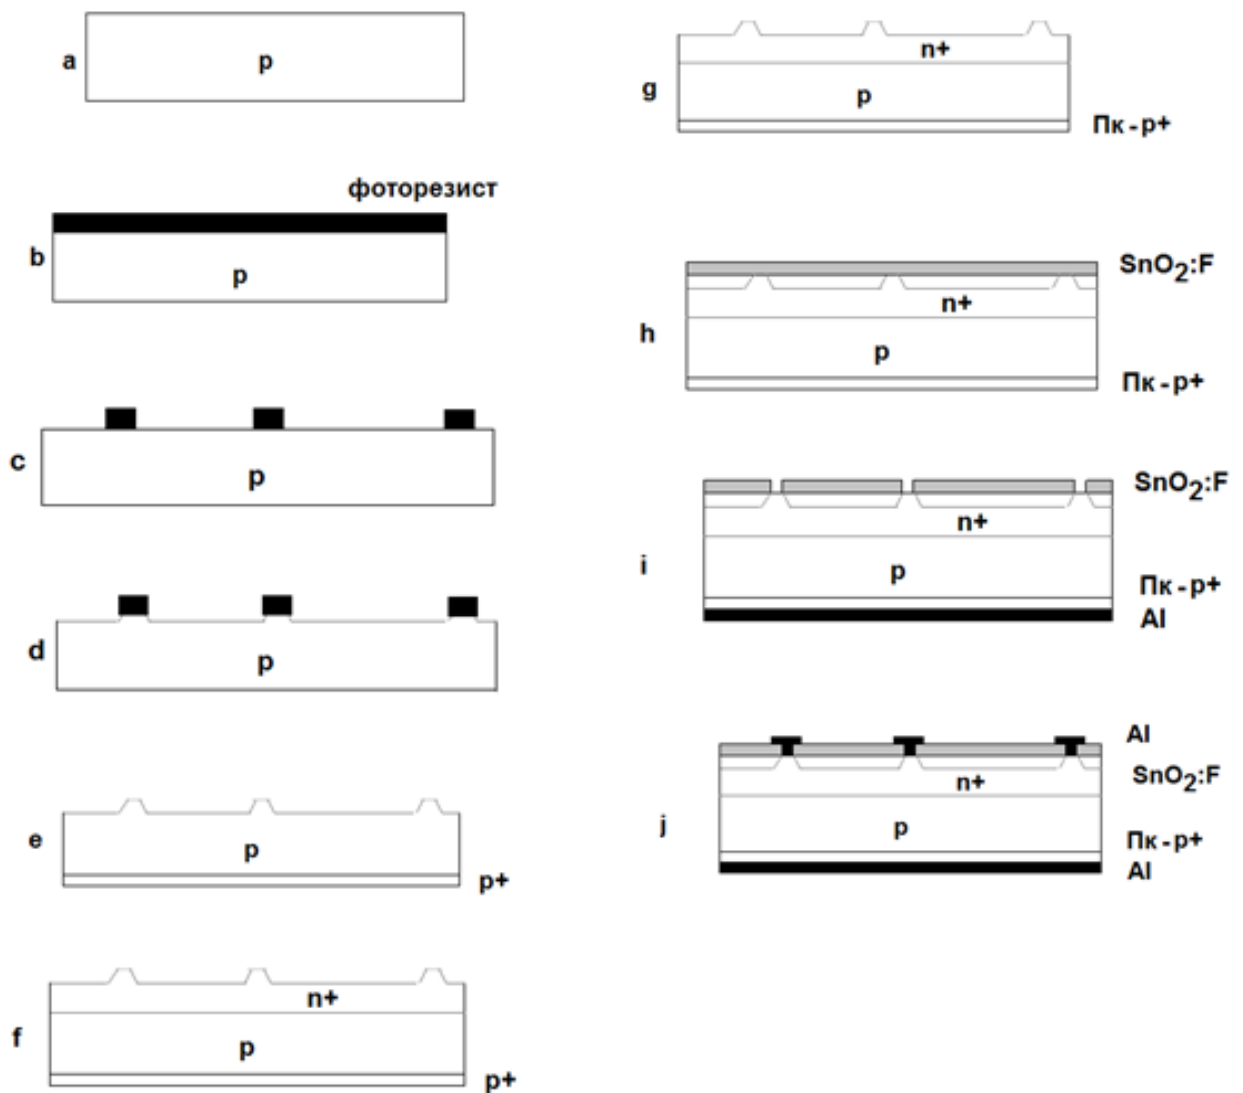 a
p
фоторезист
b
p
c
p
d
p
e
p
p+
f
n+
p
p+
g
n+
p
Пк - p+
h
SnO2:F
n+
p
Пк - p+
i
SnO2:F
n+
p
Пк - p+
Al
j
Al
SnO2:F
n+
p
Пк - p+
Al